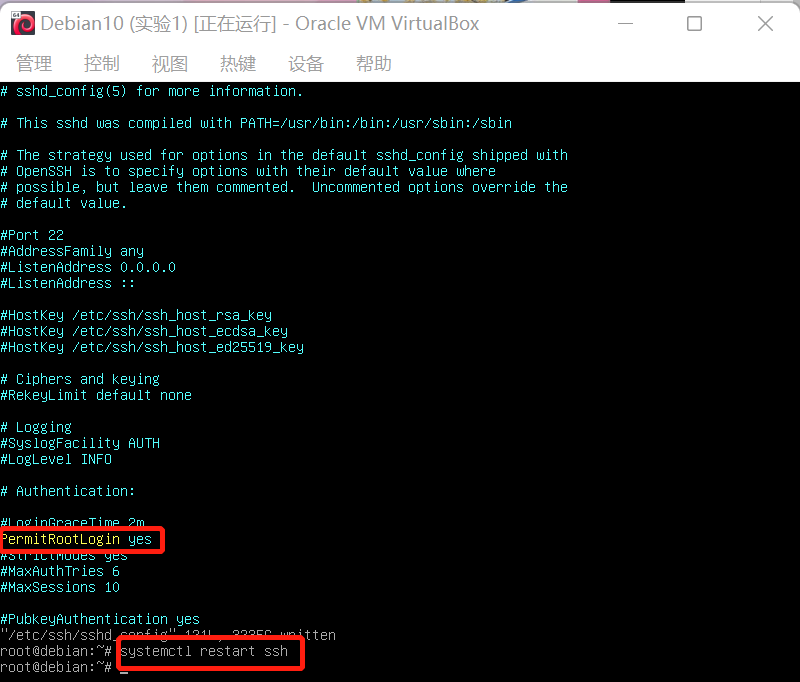 Debian10 (实验1) [正在运行] - Oracle VM VirtualBox
管理 控制 视图 热键 设备 帮助
# sshd_config(5) for more information.
# This sshd was compiled with PATH=/usr/bin:/bin:/usr/sbin:/sbin
# The strategy used for options in the default sshd_config shipped with
# OpenSSH is to specify options with their default value where
# possible, but leave them commented.  Uncommented options override the
# default value.
#Port 22
#AddressFamily any
#ListenAddress 0.0.0.0
#ListenAddress ::
#HostKey /etc/ssh/ssh_host_rsa_key
#HostKey /etc/ssh/ssh_host_ecdsa_key
#HostKey /etc/ssh/ssh_host_ed25519_key
# Ciphers and keying
#RekeyLimit default none
# Logging
#SyslogFacility AUTH
#LogLevel INFO
# Authentication:
#LoginGraceTime 2m
PermitRootLogin yes
#StrictModes yes
#MaxAuthTries 6
#MaxSessions 10
#PubkeyAuthentication yes
"/etc/ssh/sshd_config" 121L, written
root@debian:~# systemctl restart ssh
root@debian:~# _